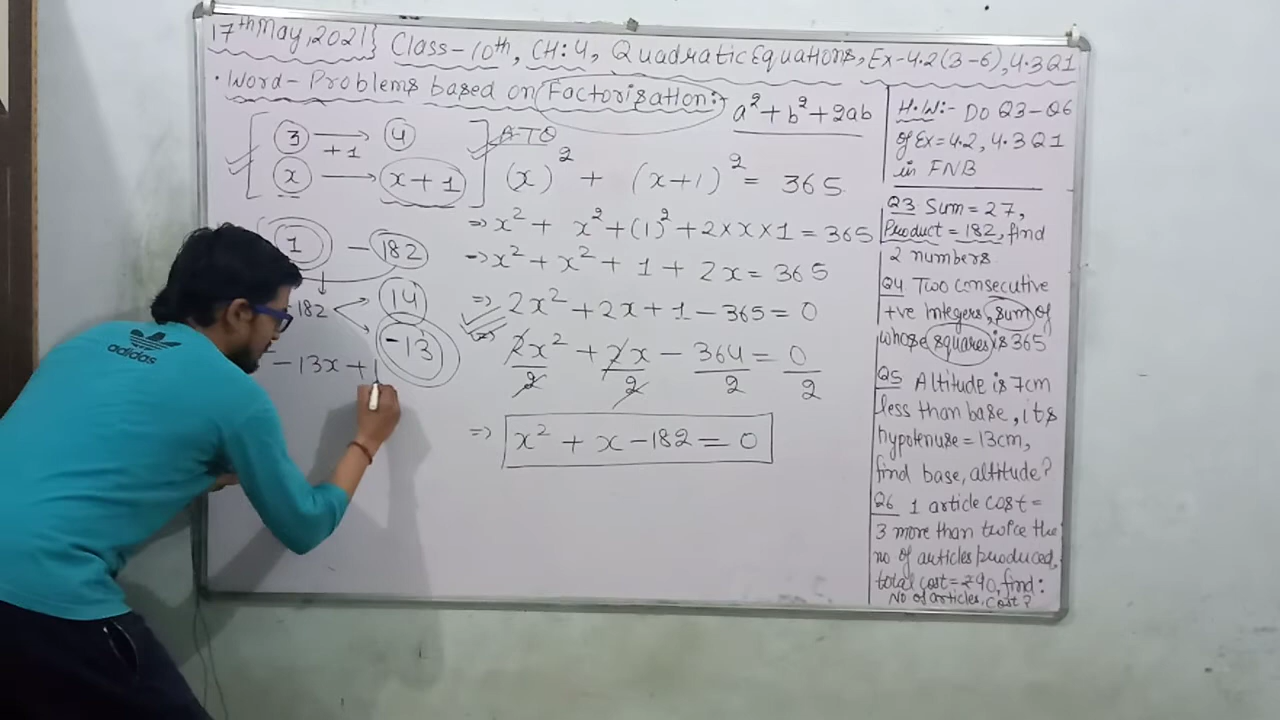 17th May, 2021} Class-10th, CH: 4, Quadratic Equations, Ex-4.2(3-6), 4.3Q1
• Word-Problems based on Factorisation:-
a² + b² + 2ab
3 → 4
+1
x → x+1
ATQ
(x)² + (x+1)² = 365
⇒ x² + x² + (1)² + 2 × x × 1 = 365
⇒ x² + x² + 1 + 2x = 365
⇒ 2x² + 2x + 1 - 365 = 0
2x²/2 + 2x/2 - 364/2 = 0/2
⇒ x² + x - 182 = 0
1 - 182
-182
14
-13
- 13x +
adidas
H.W:- Do Q3-Q6
of Ex=4.2, 4.3Q1
in FNB
Q3 Sum = 27,
Product = 182, find
2 numbers.
Q4 Two consecutive
+ve integers, sum of
whose squares is 365
Q5 Altitude is 7cm
less than base, its
hypotenuse = 13cm,
find base, altitude?
Q6 1 article cost =
3 more than twice the
no of articles produced,
total cost = ₹90, find:
No of articles, cost?